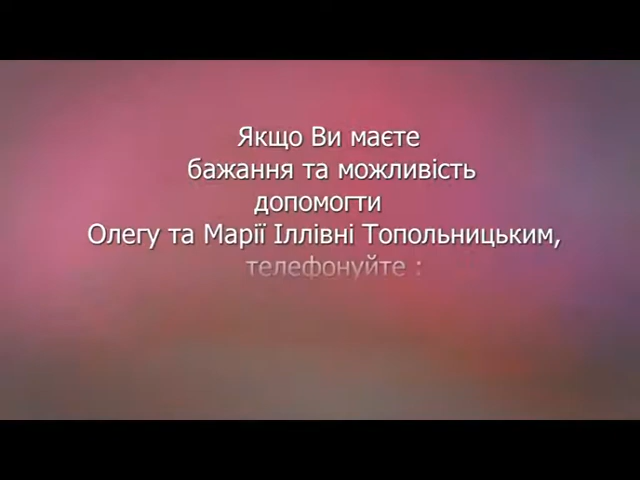 Якщо Ви маєте
бажання та можливість
допомогти
Олегу та Марії Іллівні Топольницьким,
телефонуйте :